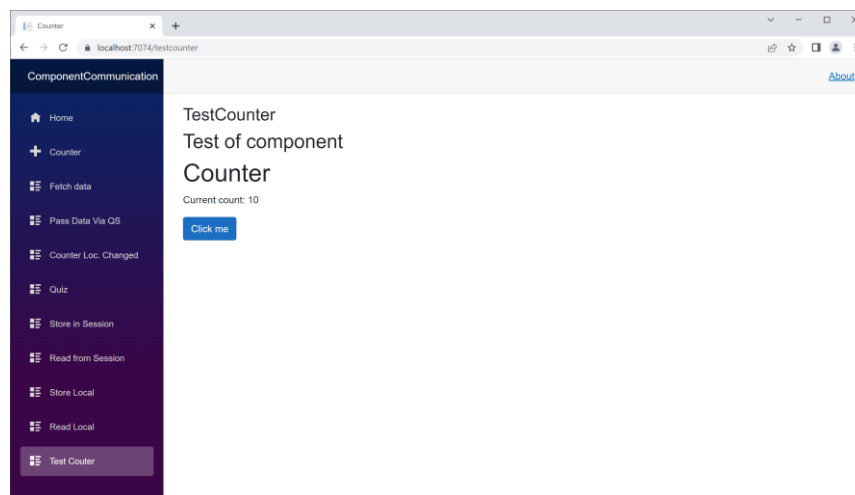 Counter
localhost:7074/testcounter
ComponentCommunication
About
Home
Counter
Fetch data
Pass Data Via QS
Counter Loc. Changed
Quiz
Store in Session
Read from Session
Store Local
Read Local
Test Couter
TestCounter
Test of component
Counter
Current count: 10
Click me